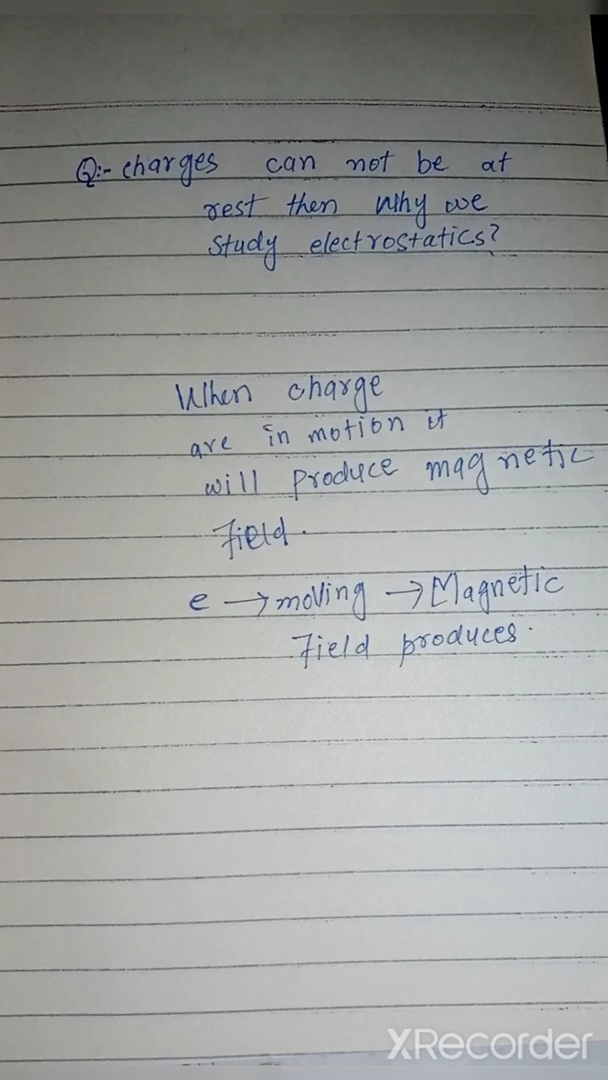 Q:- charges can not be at
rest then Why we
study electrostatics?
When charge
are in motion it
will produce magnetic
Field.
e → moving → Magnetic
Field produces.
XRecorder